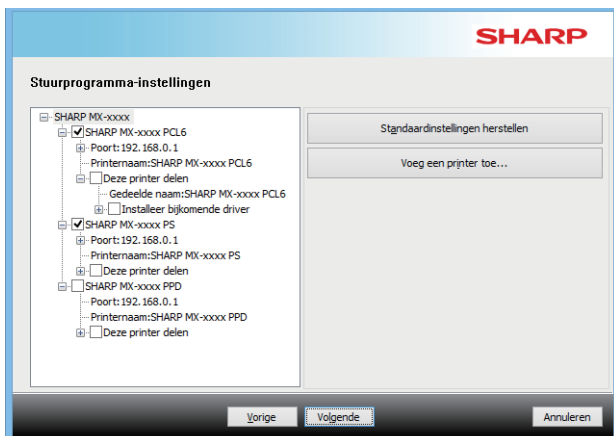 SHARP
Stuurprogramma-instellingen
SHARP MX-xxxx
SHARP MX-xxxx PCL6
Poort:192.168.0.1
Printernaam:SHARP MX-xxxx PCL6
Deze printer delen
Gedeelde naam:SHARP MX-xxxx PCL6
Installeer bijkomende driver
SHARP MX-xxxx PS
Poort:192.168.0.1
Printernaam:SHARP MX-xxxx PS
Deze printer delen
SHARP MX-xxxx PPD
Poort:192.168.0.1
Printernaam:SHARP MX-xxxx PPD
Deze printer delen
Standaardinstellingen herstellen
Voeg een printer toe...
Vorige
Volgende
Annuleren